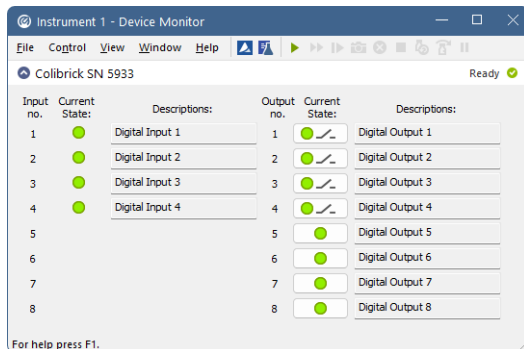 Instrument 1 - Device Monitor
File Control View Window Help
Colibrick SN 5933 Ready
Input no. Current State: Descriptions: Output no. Current State: Descriptions:
1 Digital Input 1 1 Digital Output 1
2 Digital Input 2 2 Digital Output 2
3 Digital Input 3 3 Digital Output 3
4 Digital Input 4 4 Digital Output 4
5 5 Digital Output 5
6 6 Digital Output 6
7 7 Digital Output 7
8 8 Digital Output 8
For help press F1.